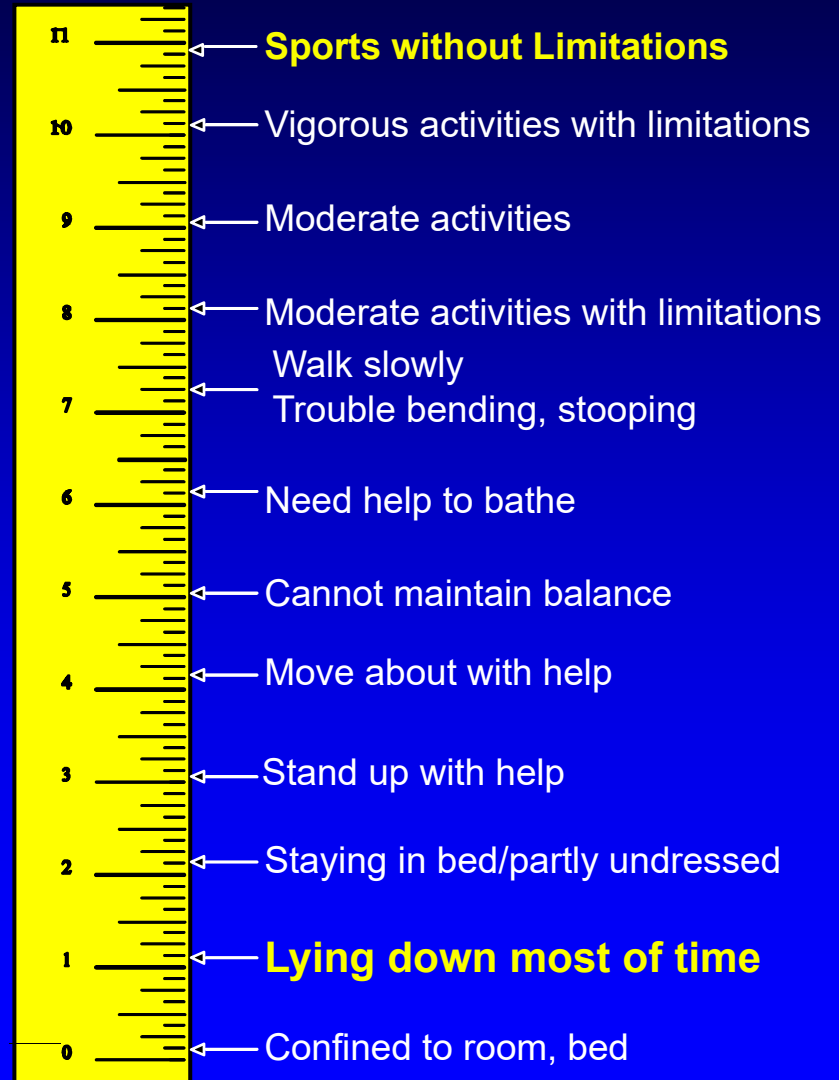 11
Sports without Limitations
10
Vigorous activities with limitations
9
Moderate activities
8
Moderate activities with limitations
Walk slowly
7
Trouble bending, stooping
6
Need help to bathe
5
Cannot maintain balance
4
Move about with help
3
Stand up with help
2
Staying in bed/partly undressed
1
Lying down most of time
0
Confined to room, bed